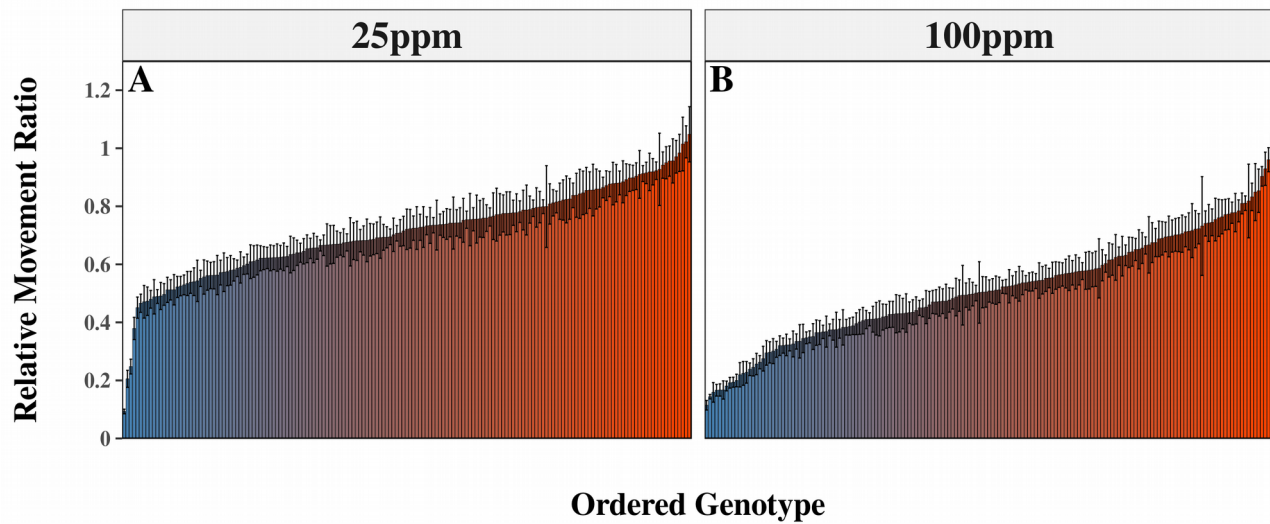 25ppm
100ppm
A
B
Relative Movement Ratio
1.2
1
0.8
0.6
0.4
0.2
0
Ordered Genotype